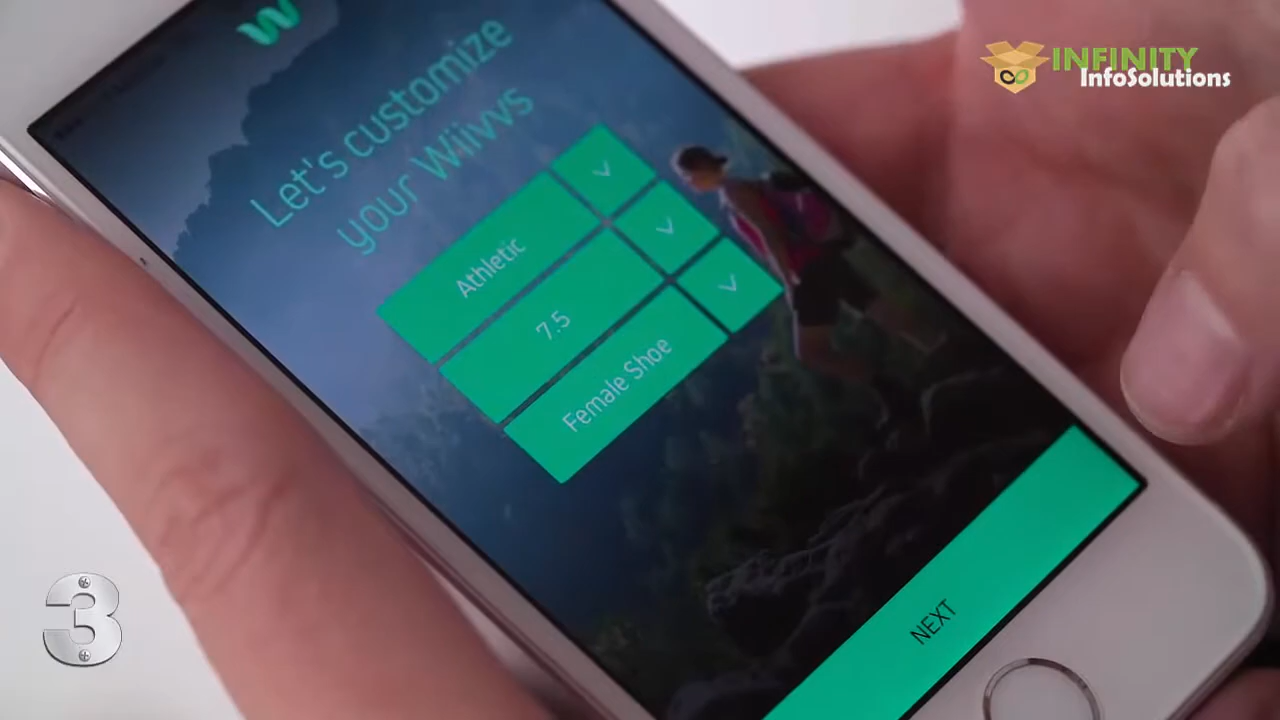 W
Let's customize
your Wiivvs
Athletic
7.5
Female Shoe
NEXT
INFINITY
InfoSolutions
3